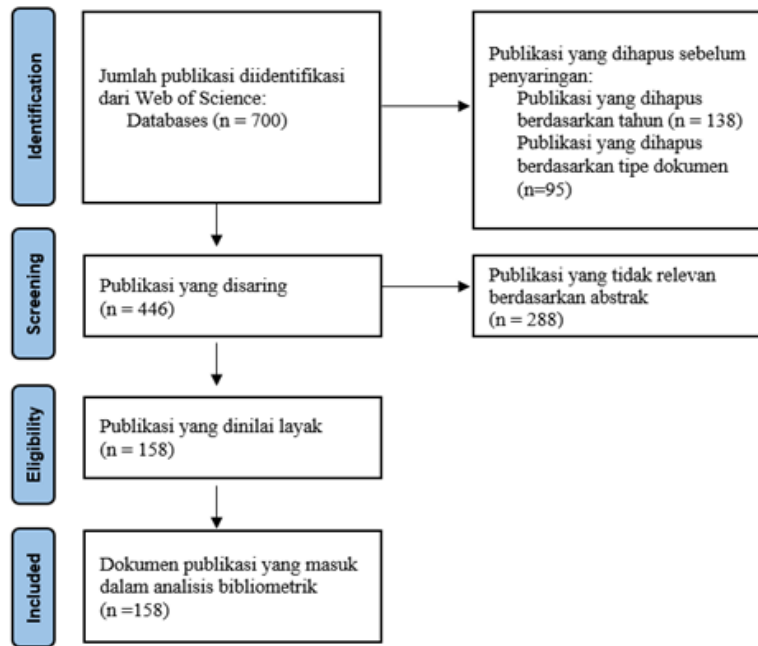 Identification
Jumlah publikasi diidentifikasi
dari Web of Science:
Databases (n = 700)
Publikasi yang dihapus sebelum
penyaringan:
Publikasi yang dihapus
berdasarkan tahun (n = 138)
Publikasi yang dihapus
berdasarkan tipe dokumen
(n=95)
Screening
Publikasi yang disaring
(n = 446)
Publikasi yang tidak relevan
berdasarkan abstrak
(n = 288)
Eligibility
Publikasi yang dinilai layak
(n = 158)
Included
Dokumen publikasi yang masuk
dalam analisis bibliometrik
(n =158)